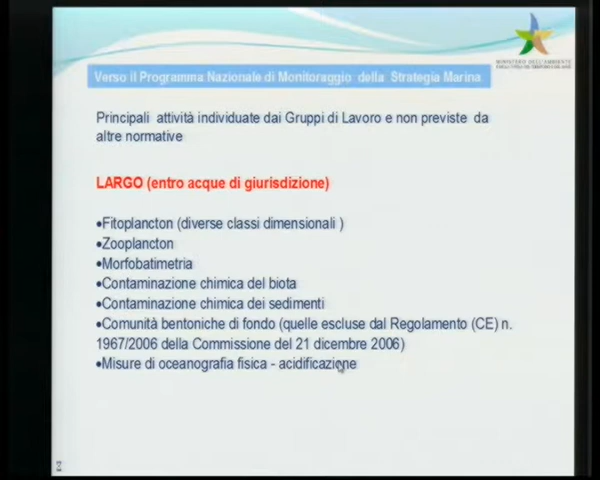 MINISTERO DELL'AMBIENTE
Verso il Programma Nazionale di Monitoraggio della Strategia Marina
Principali attività individuate dai Gruppi di Lavoro e non previste da
altre normative
LARGO (entro acque di giurisdizione)
•Fitoplancton (diverse classi dimensionali )
•Zooplancton
•Morfobatimetria
•Contaminazione chimica del biota
•Contaminazione chimica dei sedimenti
•Comunità bentoniche di fondo (quelle escluse dal Regolamento (CE) n.
1967/2006 della Commissione del 21 dicembre 2006)
•Misure di oceanografia fisica - acidificazione